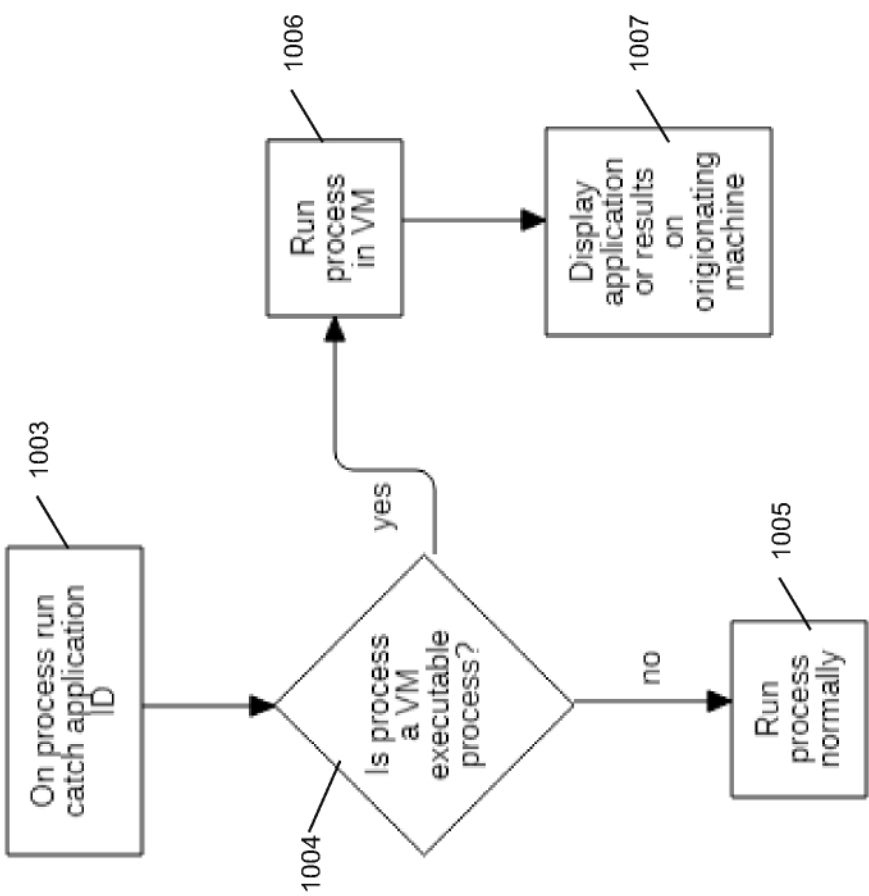 1003
On process run
catch application
ID
1004
Is process
a VM
executable
process?
yes
no
1005
Run
process
normally
1006
Run
process
in VM
1007
Display
application
or results
on
origionating
machine